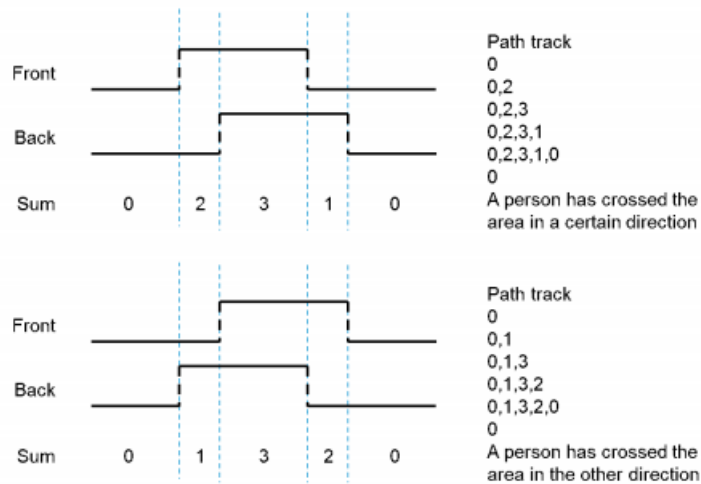 Path track
Front
0
0,2
0,2,3
Back
0,2,3,1
0,2,3,1,0
0
Sum 0 2 3 1 0
A person has crossed the
area in a certain direction
Path track
Front
0
0,1
0,1,3
Back
0,1,3,2
0,1,3,2,0
0
Sum 0 1 3 2 0
A person has crossed the
area in the other direction